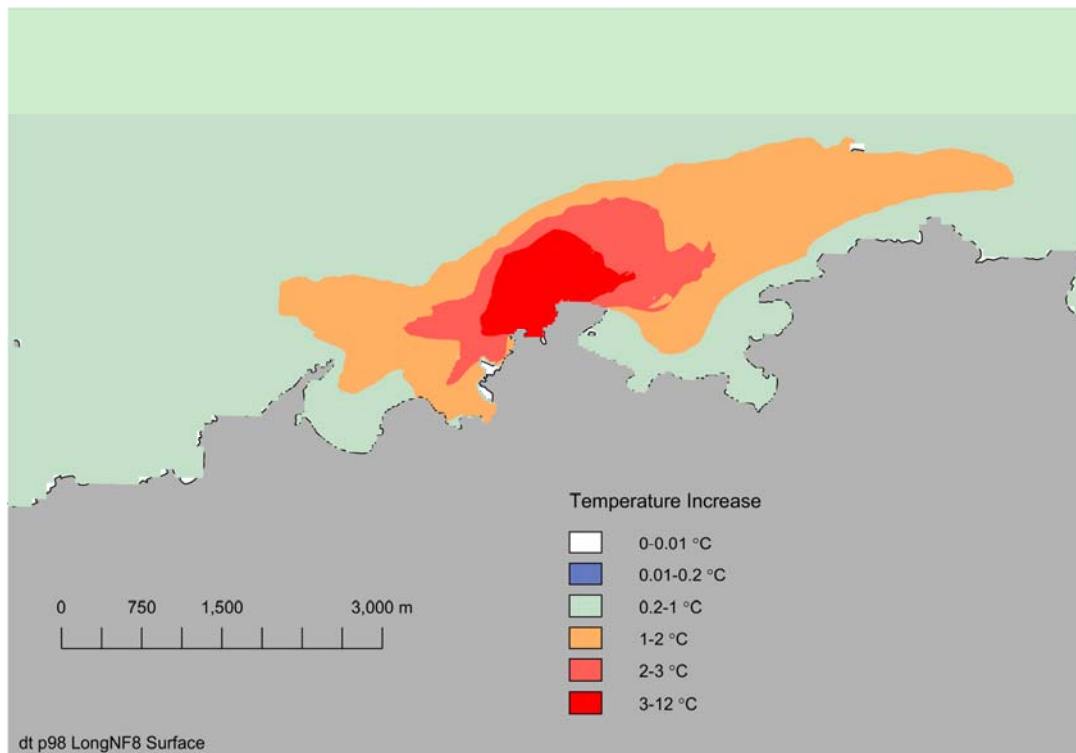 Temperature Increase
0-0.01 °C
0.01-0.2 °C
0.2-1 °C
1-2 °C
2-3 °C
3-12 °C
0 750 1,500 3,000 m
dt p98 LongNF8 Surface